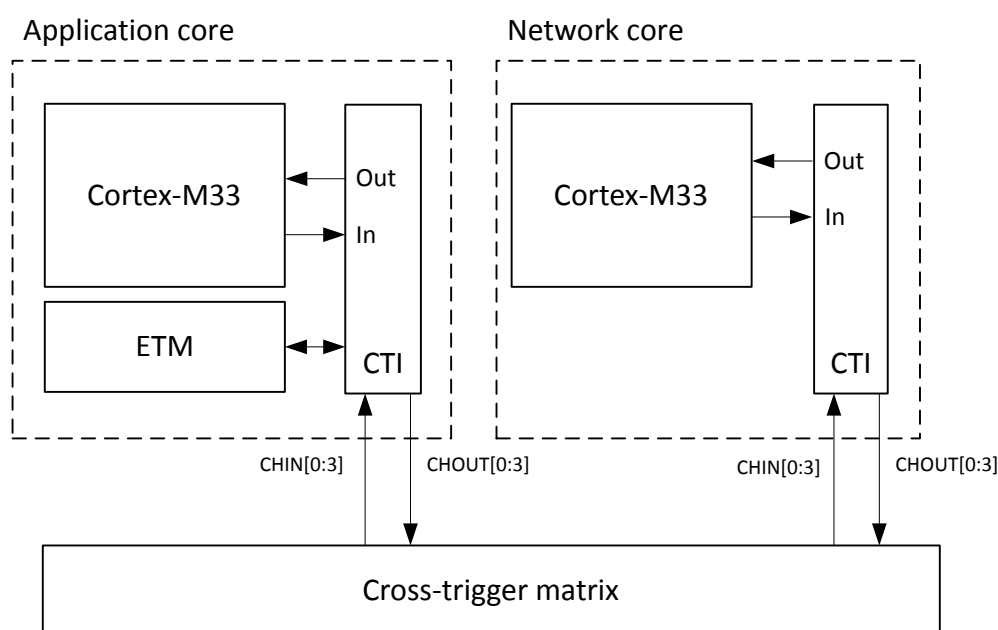 Application core
Network core
Cortex-M33
Out
In
ETM
CTI
Cortex-M33
Out
In
CTI
CHIN[0:3]
CHOUT[0:3]
CHIN[0:3]
CHOUT[0:3]
Cross-trigger matrix